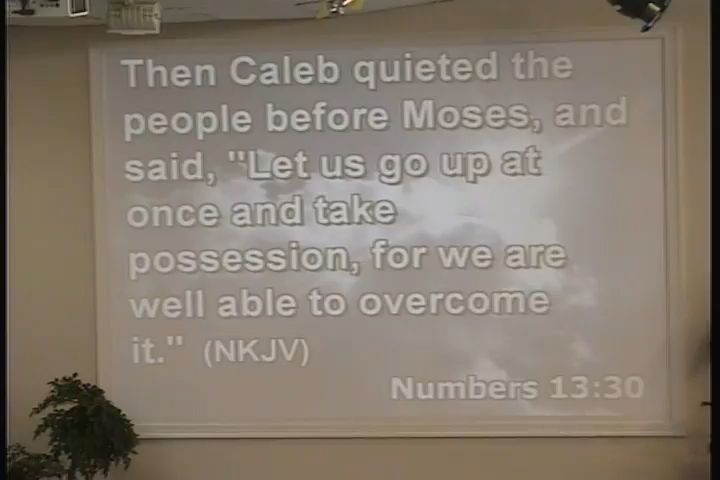 Then Caleb quieted the
people before Moses, and
said, "Let us go up at
once and take
possession, for we are
well able to overcome
it." (NKJV)
Numbers 13:30